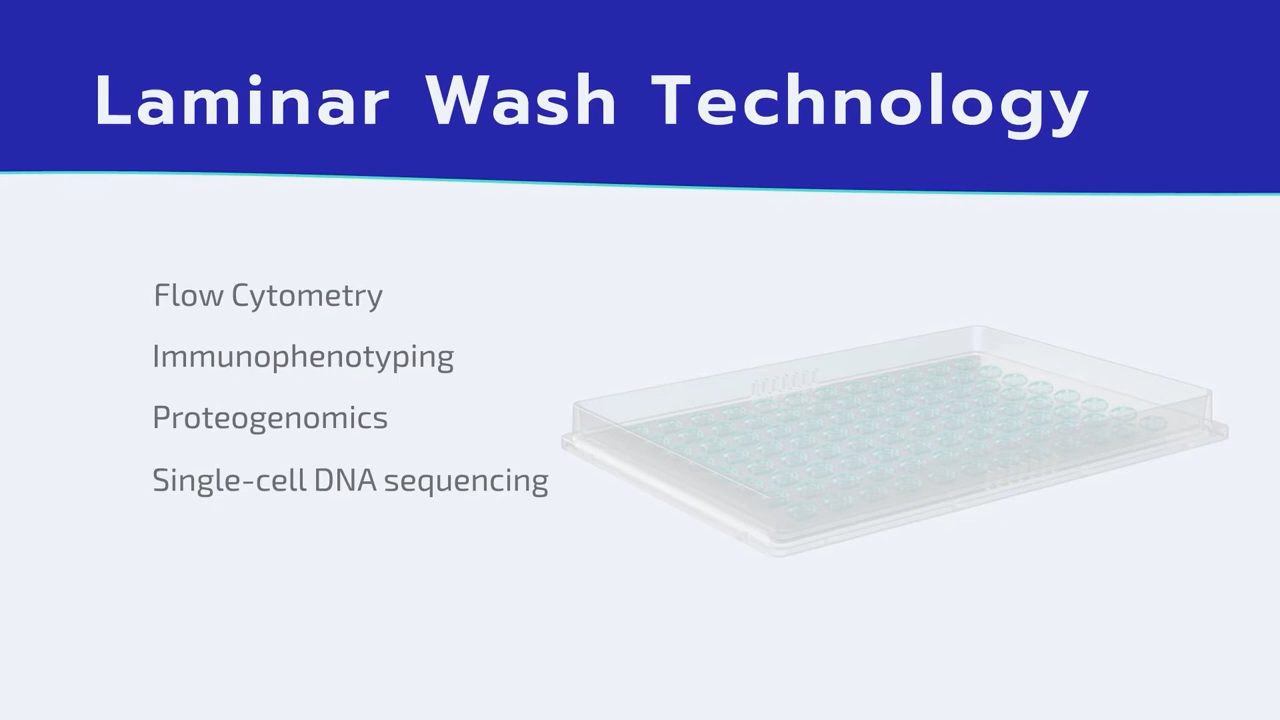 Laminar Wash Technology
Flow Cytometry
Immunophenotyping
Proteogenomics
Single-cell DNA sequencing